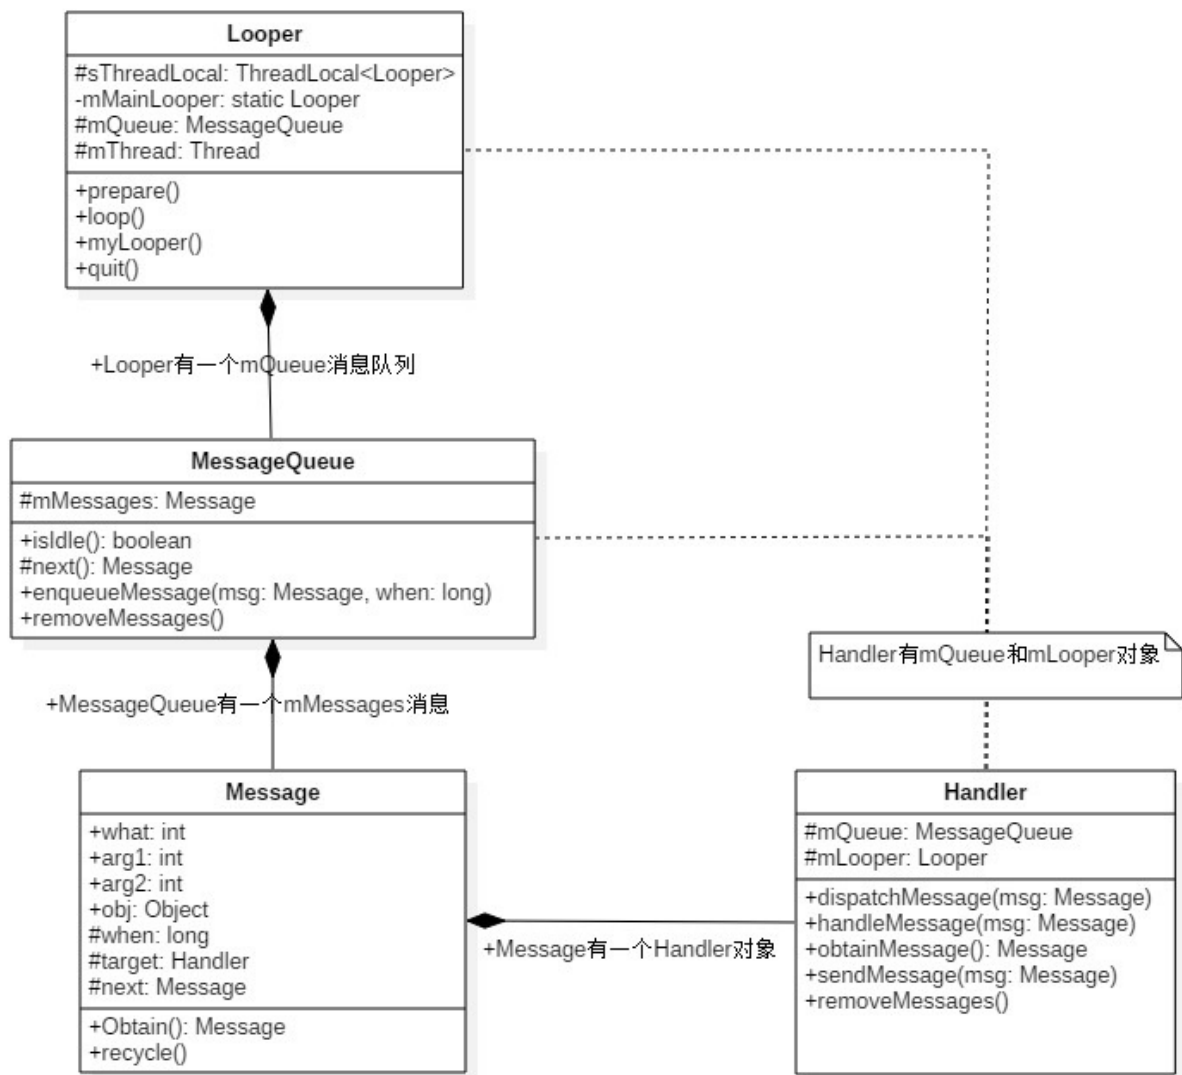 Looper
#sThreadLocal: ThreadLocal<Looper>
-mMainLooper: static Looper
#mQueue: MessageQueue
#mThread: Thread
+prepare()
+loop()
+myLooper()
+quit()
+Looper有一个mQueue消息队列
MessageQueue
#mMessages: Message
+isIdle(): boolean
#next(): Message
+enqueueMessage(msg: Message, when: long)
+removeMessages()
Handler有mQueue和mLooper对象
+MessageQueue有一个mMessages消息
Message
+what: int
+arg1: int
+arg2: int
+obj: Object
#when: long
#target: Handler
#next: Message
+Obtain(): Message
+recycle()
+Message有一个Handler对象
Handler
#mQueue: MessageQueue
#mLooper: Looper
+dispatchMessage(msg: Message)
+handleMessage(msg: Message)
+obtainMessage(): Message
+sendMessage(msg: Message)
+removeMessages()